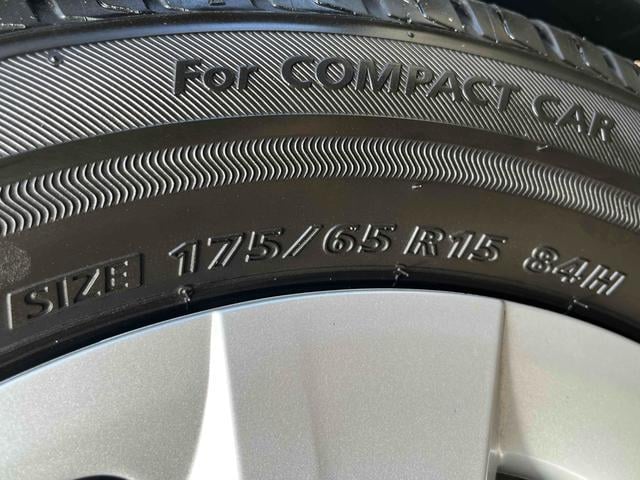 For COMPACT CAR
SIZE 175/65 R15 84H